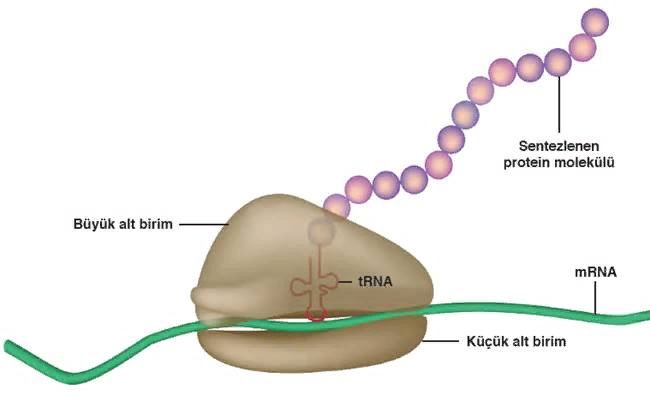 Sentezlenen
protein molekülü
Büyük alt birim
tRNA
mRNA
Küçük alt birim